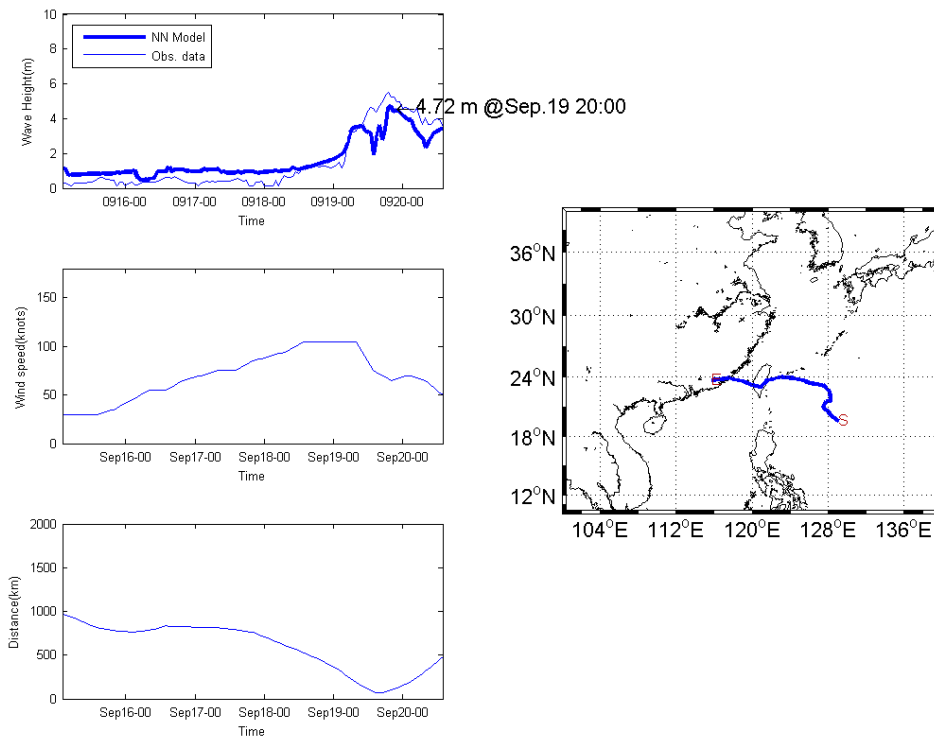 10
8
6
4
2
0
Wave Height(m)
NN Model
Obs. data
4.72 m @Sep.19 20:00
0916-00 0917-00 0918-00 0919-00 0920-00
Time
150
100
50
0
Wind speed(knots)
Sep16-00 Sep17-00 Sep18-00 Sep19-00 Sep20-00
Time
2000
1500
1000
500
0
Distance(km)
Sep16-00 Sep17-00 Sep18-00 Sep19-00 Sep20-00
Time
36°N
30°N
24°N
18°N
12°N
E
S
104°E 112°E 120°E 128°E 136°E